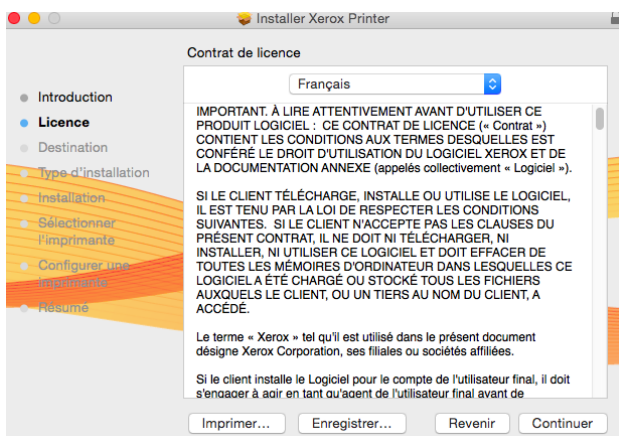 Installer Xerox Printer
Contrat de licence
Français
Introduction
Licence
Destination
Type d'installation
Installation
Sélectionner
l'imprimante
Configurer une
imprimante
Résumé
IMPORTANT. À LIRE ATTENTIVEMENT AVANT D'UTILISER CE
PRODUIT LOGICIEL : CE CONTRAT DE LICENCE (« Contrat »)
CONTIENT LES CONDITIONS AUX TERMES DESQUELLES EST
CONFÉRÉ LE DROIT D'UTILISATION DU LOGICIEL XEROX ET DE
LA DOCUMENTATION ANNEXE (appelés collectivement « Logiciel »).
SI LE CLIENT TÉLÉCHARGE, INSTALLE OU UTILISE LE LOGICIEL,
IL EST TENU PAR LA LOI DE RESPECTER LES CONDITIONS
SUIVANTES. SI LE CLIENT N'ACCEPTE PAS LES CLAUSES DU
PRÉSENT CONTRAT, IL NE DOIT NI TÉLÉCHARGER, NI
INSTALLER, NI UTILISER CE LOGICIEL ET DOIT EFFACER DE
TOUTES LES MÉMOIRES D'ORDINATEUR DANS LESQUELLES CE
LOGICIEL A ÉTÉ CHARGÉ OU STOCKÉ TOUS LES FICHIERS
AUXQUELS LE CLIENT, OU UN TIERS AU NOM DU CLIENT, A
ACCÉDÉ.
Le terme « Xerox » tel qu'il est utilisé dans le présent document
désigne Xerox Corporation, ses filiales ou sociétés affiliées.
Si le client installe le Logiciel pour le compte de l'utilisateur final, il doit
s'engager à agir en tant qu'agent de l'utilisateur final avant de
Imprimer...
Enregistrer...
Revenir
Continuer